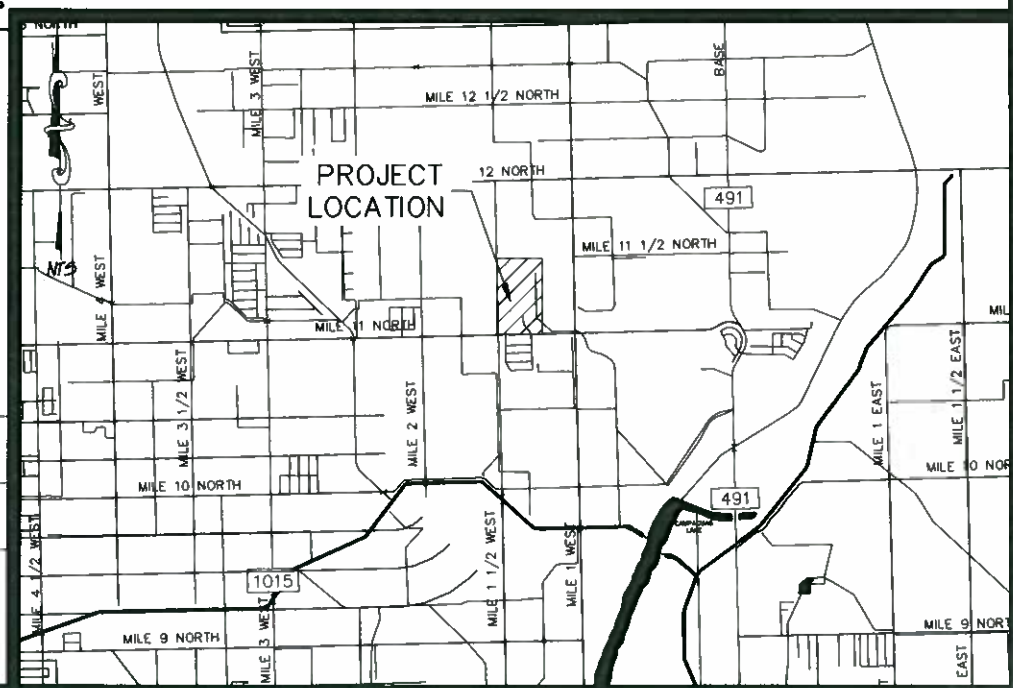 NORTH
WEST
MILE 3 WEST
BASE
MILE 12 1/2 NORTH
PROJECT
LOCATION
12 NORTH
491
MILE 11 1/2 NORTH
NTS
MILE 4 WEST
MILE 11 NORTH
MIL
MILE 3 1/2 WEST
MILE 2 WEST
MILE 1 EAST
MILE 1 1/2 EAST
MILE 10 NORTH
MILE 10 NOR
491
LAKE
MILE 4 1/2 WEST
MILE 1 1/2 WEST
MILE 1 WEST
1015
MILE 3 WEST
MILE 9 NORTH
MILE 9 NORT
EAST